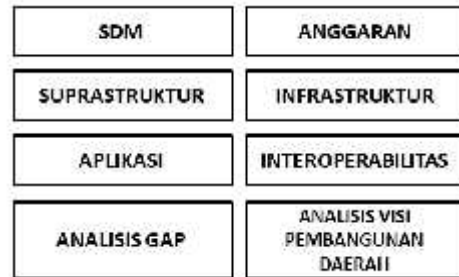 SDM
ANGGARAN
SUPRASTRUKTUR
INFRASTRUKTUR
APLIKASI
INTEROPERABILITAS
ANALISIS GAP
ANALISIS VISI
PEMBANGUNAN
DAERAH